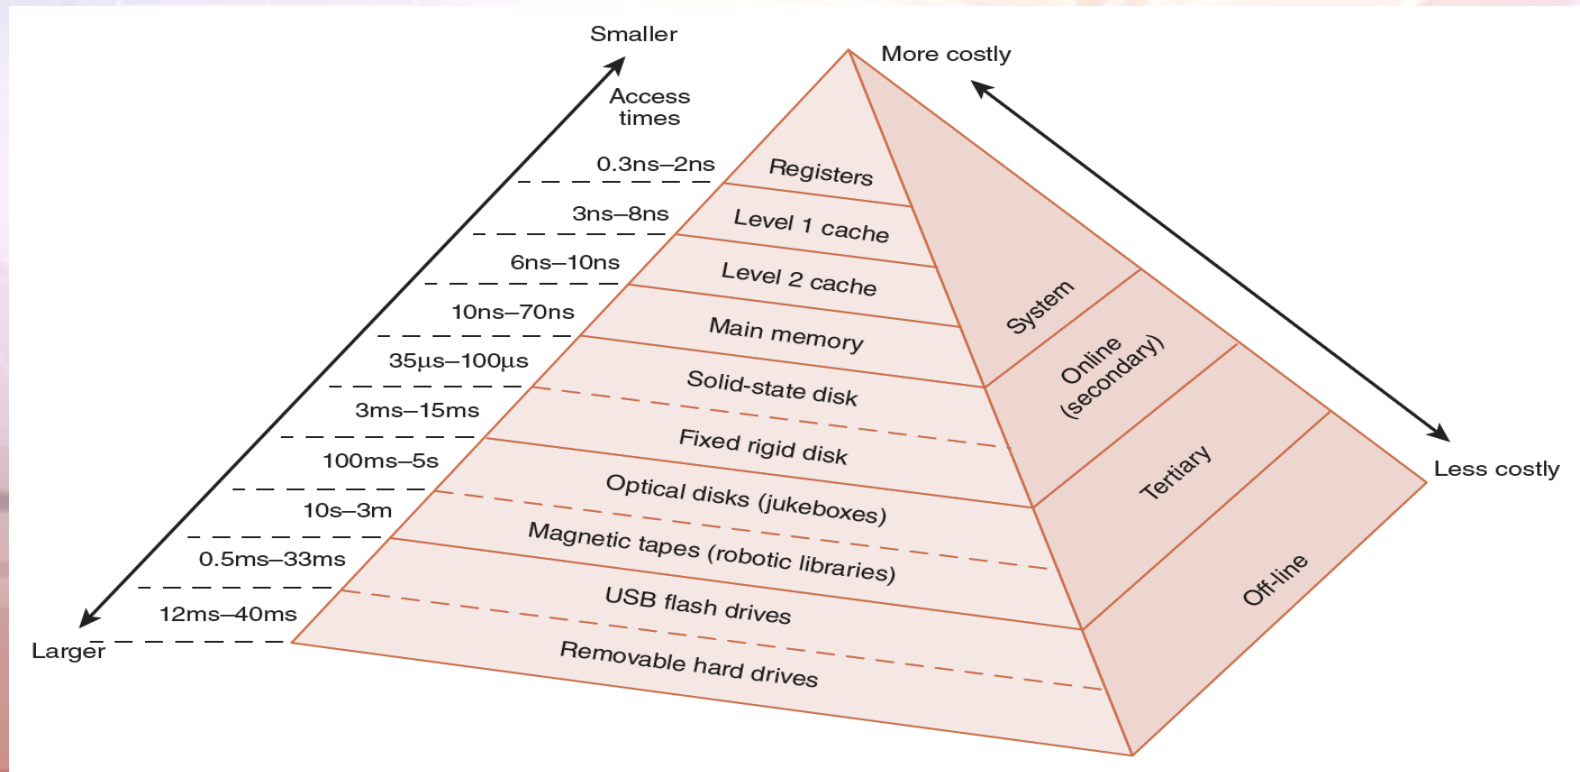 Smaller
More costly
Access
times
0.3ns–2ns
Registers
3ns–8ns
Level 1 cache
6ns–10ns
Level 2 cache
10ns–70ns
Main memory
35µs–100µs
Solid-state disk
3ms–15ms
Fixed rigid disk
100ms–5s
Optical disks (jukeboxes)
10s–3m
Magnetic tapes (robotic libraries)
0.5ms–33ms
USB flash drives
12ms–40ms
Removable hard drives
Larger
System
Online
(secondary)
Tertiary
Off-line
Less costly